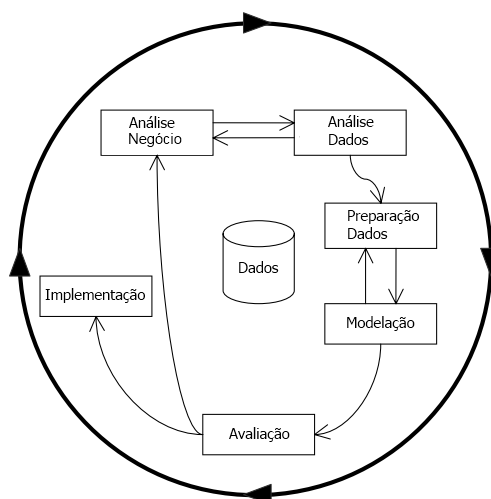 Análise
Negócio
Análise
Dados
Preparação
Dados
Dados
Implementação
Modelação
Avaliação